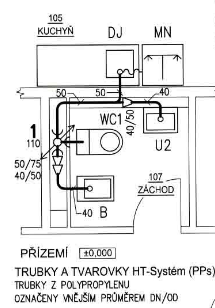 105
KUCHYŇ
DJ
MN
50
50
40
WC1
40/50
U2
1
110
50/75
40/50
40
B
107
ZÁCHOD
PŘÍZEMÍ ±0,000
TRUBKY A TVAROVKY HT-Systém (PPs)
TRUBKY Z POLYPROPYLENU
OZNAČENY VNĚJŠÍM PRŮMĚREM DN/OD